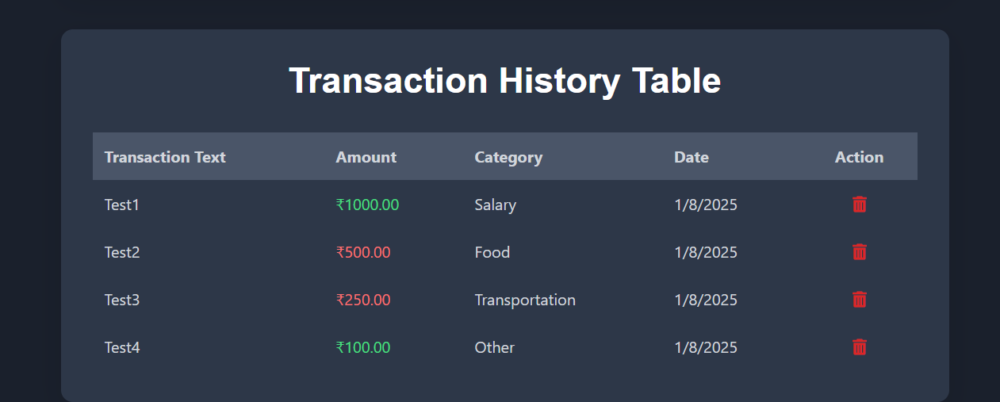 Transaction History Table
Transaction Text Amount Category Date Action
Test1 ₹1000.00 Salary 1/8/2025
Test2 ₹500.00 Food 1/8/2025
Test3 ₹250.00 Transportation 1/8/2025
Test4 ₹100.00 Other 1/8/2025